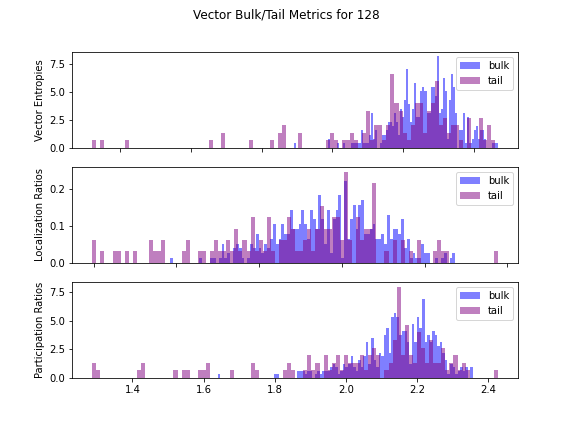 Vector Bulk/Tail Metrics for 128
Vector Entropies
7.5
5.0
2.5
0.0
bulk
tail
Localization Ratios
0.2
0.1
0.0
bulk
tail
Participation Ratios
7.5
5.0
2.5
0.0
bulk
tail
1.4 1.6 1.8 2.0 2.2 2.4